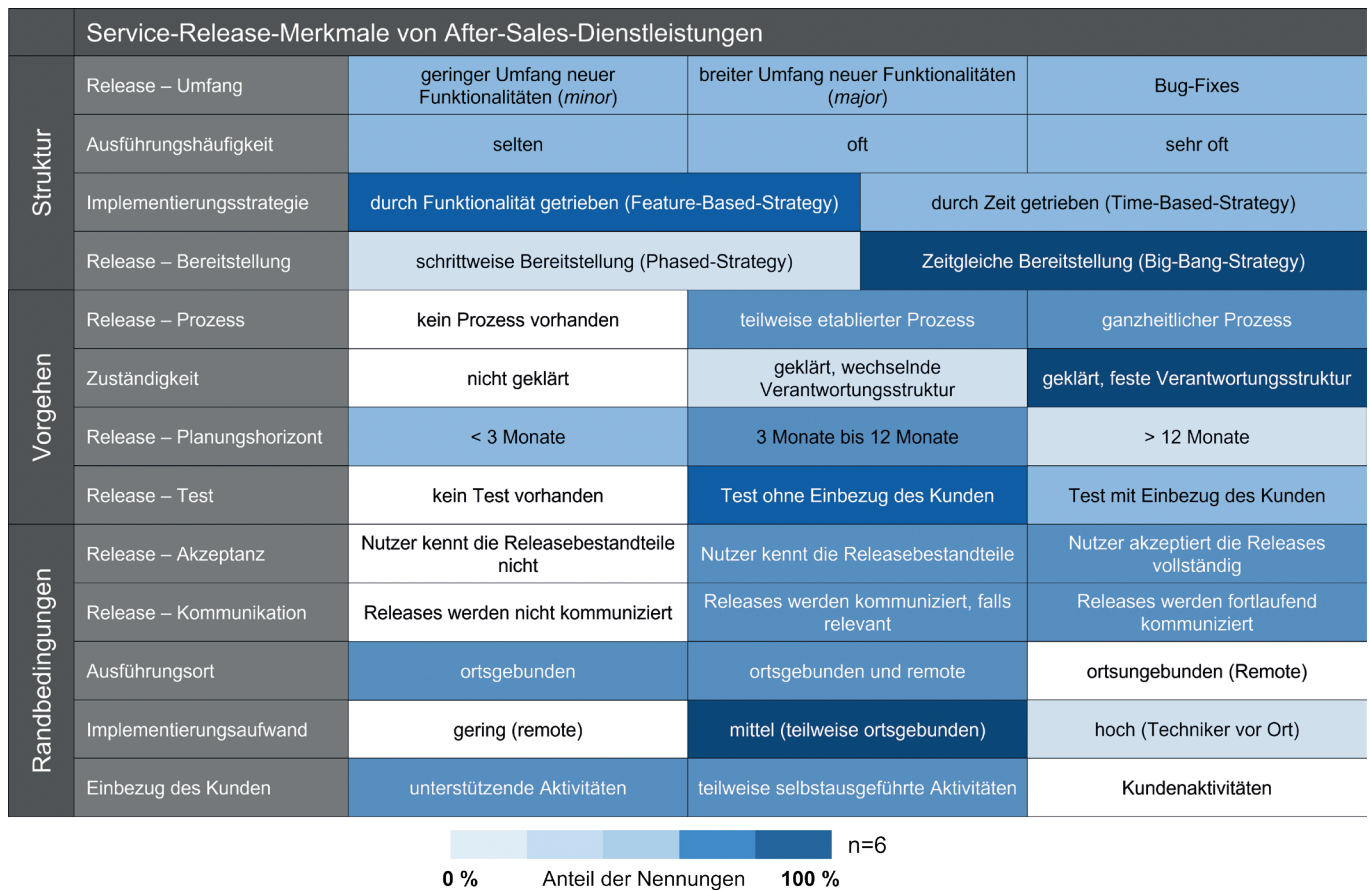 Service-Release-Merkmale von After-Sales-Dienstleistungen
Struktur
Release – Umfang
geringer Umfang neuer
Funktionalitäten (minor)
breiter Umfang neuer Funktionalitäten
(major)
Bug-Fixes
Ausführungshäufigkeit
selten
oft
sehr oft
Implementierungsstrategie
durch Funktionalität getrieben (Feature-Based-Strategy)
durch Zeit getrieben (Time-Based-Strategy)
Release – Bereitstellung
schrittweise Bereitstellung (Phased-Strategy)
Zeitgleiche Bereitstellung (Big-Bang-Strategy)
Vorgehen
Release – Prozess
kein Prozess vorhanden
teilweise etablierter Prozess
ganzheitlicher Prozess
Zuständigkeit
nicht geklärt
geklärt, wechselnde
Verantwortungsstruktur
geklärt, feste Verantwortungsstruktur
Release – Planungshorizont
< 3 Monate
3 Monate bis 12 Monate
> 12 Monate
Release – Test
kein Test vorhanden
Test ohne Einbezug des Kunden
Test mit Einbezug des Kunden
Randbedingungen
Release – Akzeptanz
Nutzer kennt die Releasebestandteile
nicht
Nutzer kennt die Releasebestandteile
Nutzer akzeptiert die Releases
vollständig
Release – Kommunikation
Releases werden nicht kommuniziert
Releases werden kommuniziert, falls
relevant
Releases werden fortlaufend
kommuniziert
Ausführungsort
ortsgebunden
ortsgebunden und remote
ortsungebunden (Remote)
Implementierungsaufwand
gering (remote)
mittel (teilweise ortsgebunden)
hoch (Techniker vor Ort)
Einbezug des Kunden
unterstützende Aktivitäten
teilweise selbstausgeführte Aktivitäten
Kundenaktivitäten
n=6
0 %
Anteil der Nennungen
100 %